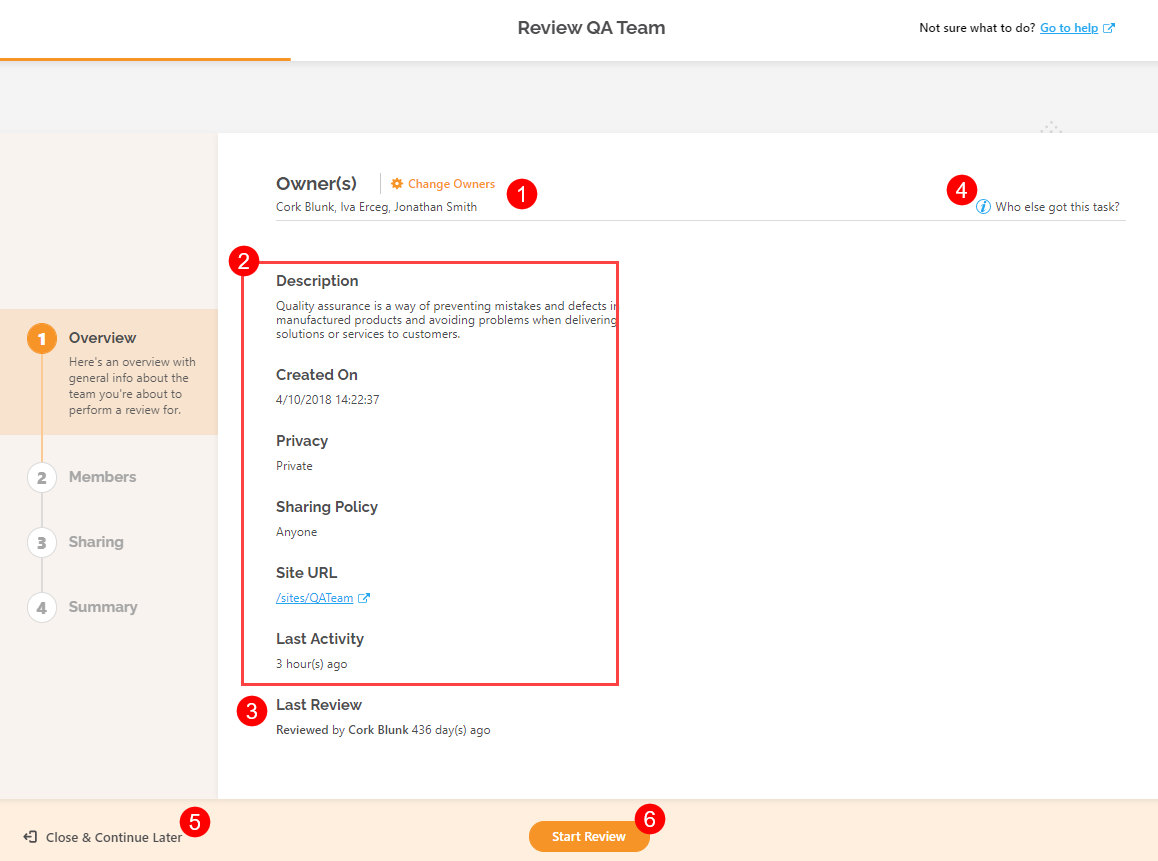 Review QA Team
Not sure what to do? Go to help
Owner(s)
Change Owners
1
4
Cork Blunk, Iva Erceg, Jonathan Smith
Who else got this task?
2
Description
Quality assurance is a way of preventing mistakes and defects in
manufactured products and avoiding problems when delivering
solutions or services to customers.
Created On
4/10/2018 14:22:37
Privacy
Private
Sharing Policy
Anyone
Site URL
/sites/QATeam
Last Activity
3 hour(s) ago
3
Last Review
Reviewed by Cork Blunk 436 day(s) ago
1
Overview
Here's an overview with
general info about the
team you're about to
perform a review for.
2
Members
3
Sharing
4
Summary
Close & Continue Later
5
Start Review
6